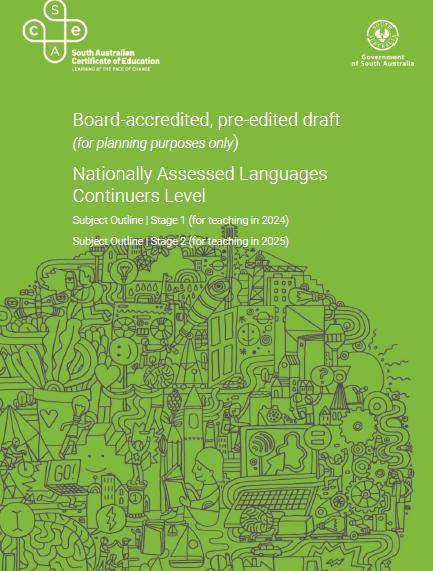 S
c e
A
South Australian
Certificate of Education
LEARNING AT THE PACE OF CHANGE
Government
of South Australia
Board-accredited, pre-edited draft
(for planning purposes only)
Nationally Assessed Languages
Continuers Level
Subject Outline | Stage 1 (for teaching in 2024)
Subject Outline | Stage 2 (for teaching in 2025)
GO!
?